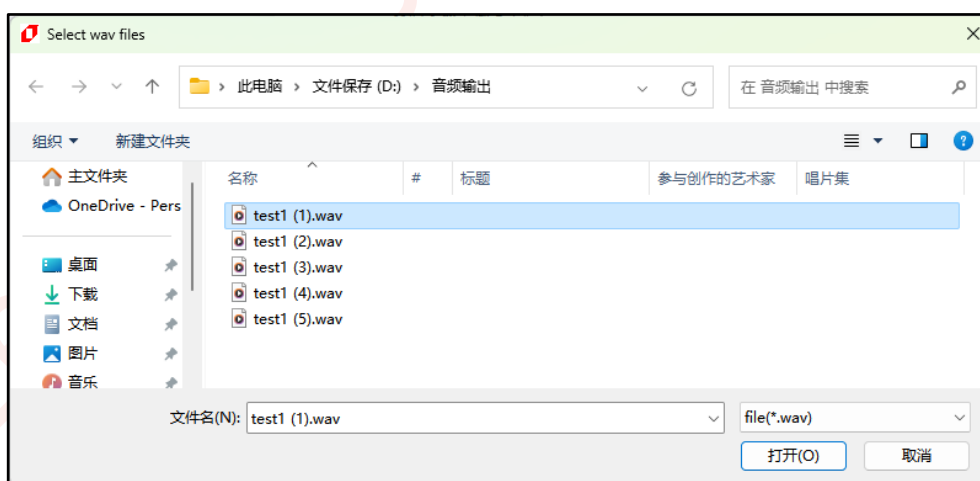 Select wav files
此电脑 › 文件保存 (D:) › 音频输出
在 音频输出 中搜索
组织
新建文件夹
主文件夹
OneDrive - Pers
桌面
下载
文档
图片
音乐
名称 # 标题 参与创作的艺术家 唱片集
test1 (1).wav
test1 (2).wav
test1 (3).wav
test1 (4).wav
test1 (5).wav
文件名(N): test1 (1).wav
file(*.wav)
打开(O) 取消